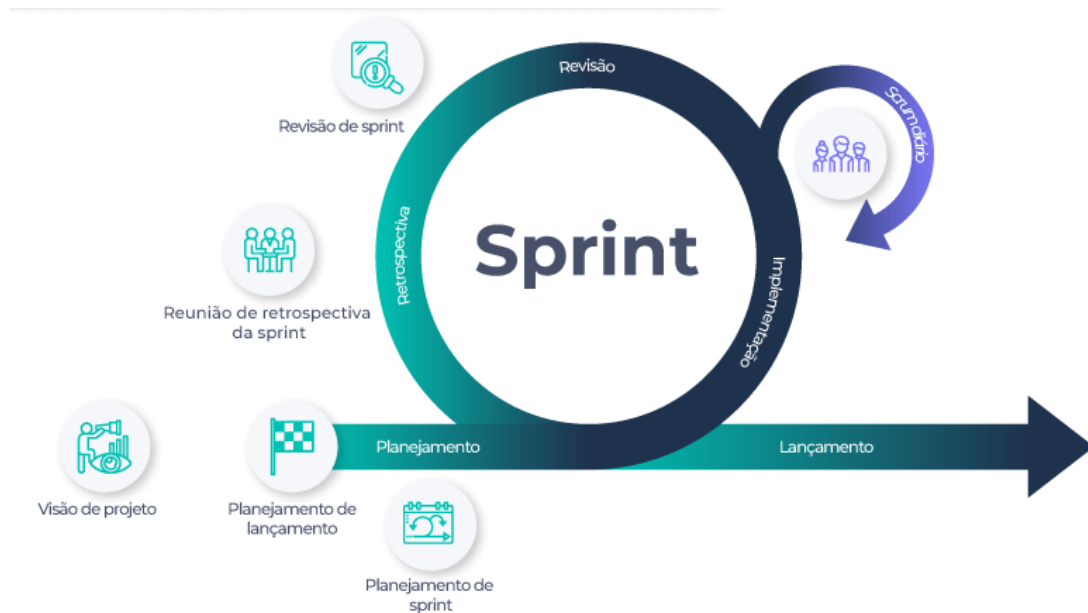 Revisão
Scrum diário
Revisão de sprint
Retrospectiva
Sprint
Implementação
Reunião de retrospectiva
da sprint
Planejamento
Lançamento
Visão de projeto
Planejamento de
lançamento
Planejamento de
sprint